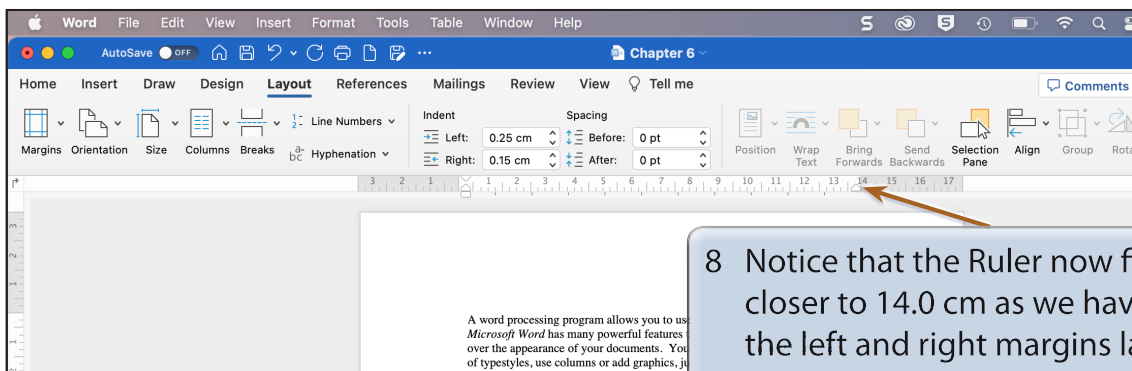 Word File Edit View Insert Format Tools Table Window Help
AutoSave OFF ... Chapter 6
Home Insert Draw Design Layout References Mailings Review View Tell me Comments
Line Numbers Indent Spacing
Left: 0.25 cm Before: 0 pt
Margins Orientation Size Columns Breaks Hyphenation Right: 0.15 cm After: 0 pt Position Wrap Text Bring Forwards Send Backwards Selection Pane Align Group
3 2 1 1 2 3 4 5 6 7 8 9 10 11 12 13 14 15 16 17
8 Notice that the Ruler now
closer to 14.0 cm as we
the left and right margins
A word processing program allows you to
Microsoft Word has many powerful features
over the appearance of your documents. You
of typestyles, use columns or add graphics,